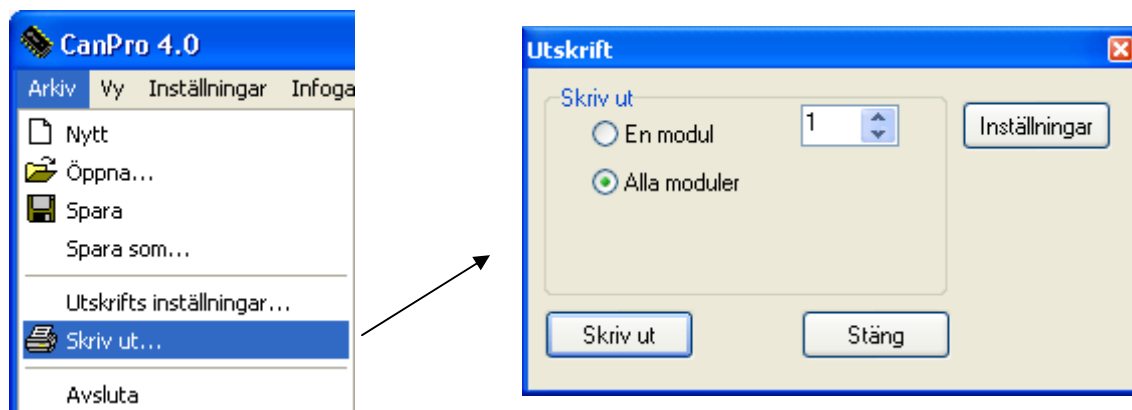 CanPro 4.0
Arkiv Vy Inställningar Infoga
Nytt
Öppna...
Spara
Spara som...
Utskrifts inställningar...
Skriv ut...
Avsluta
Utskrift
Skriv ut
En modul 1
Alla moduler
Inställningar
Skriv ut Stäng